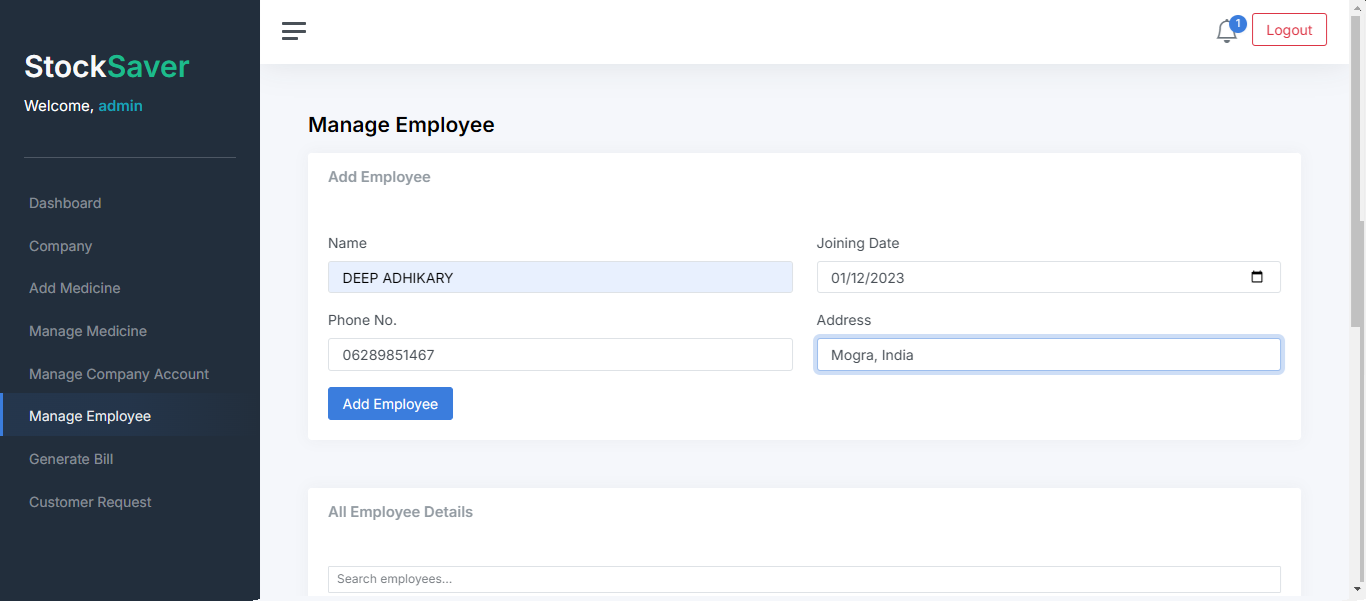 StockSaver
Welcome, admin
Dashboard
Company
Add Medicine
Manage Medicine
Manage Company Account
Manage Employee
Generate Bill
Customer Request
1
Logout
Manage Employee
Add Employee
Name
Joining Date
DEEP ADHIKARY
01/12/2023
Phone No.
Address
06289851467
Mogra, India
Add Employee
All Employee Details
Search employees...